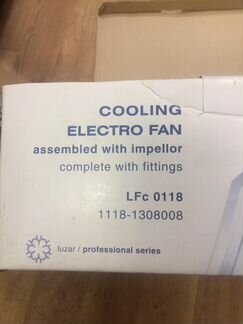 COOLING
ELECTRO FAN
assembled with impellor
complete with fittings
LFc 0118
1118-1308008
luzar / professional series